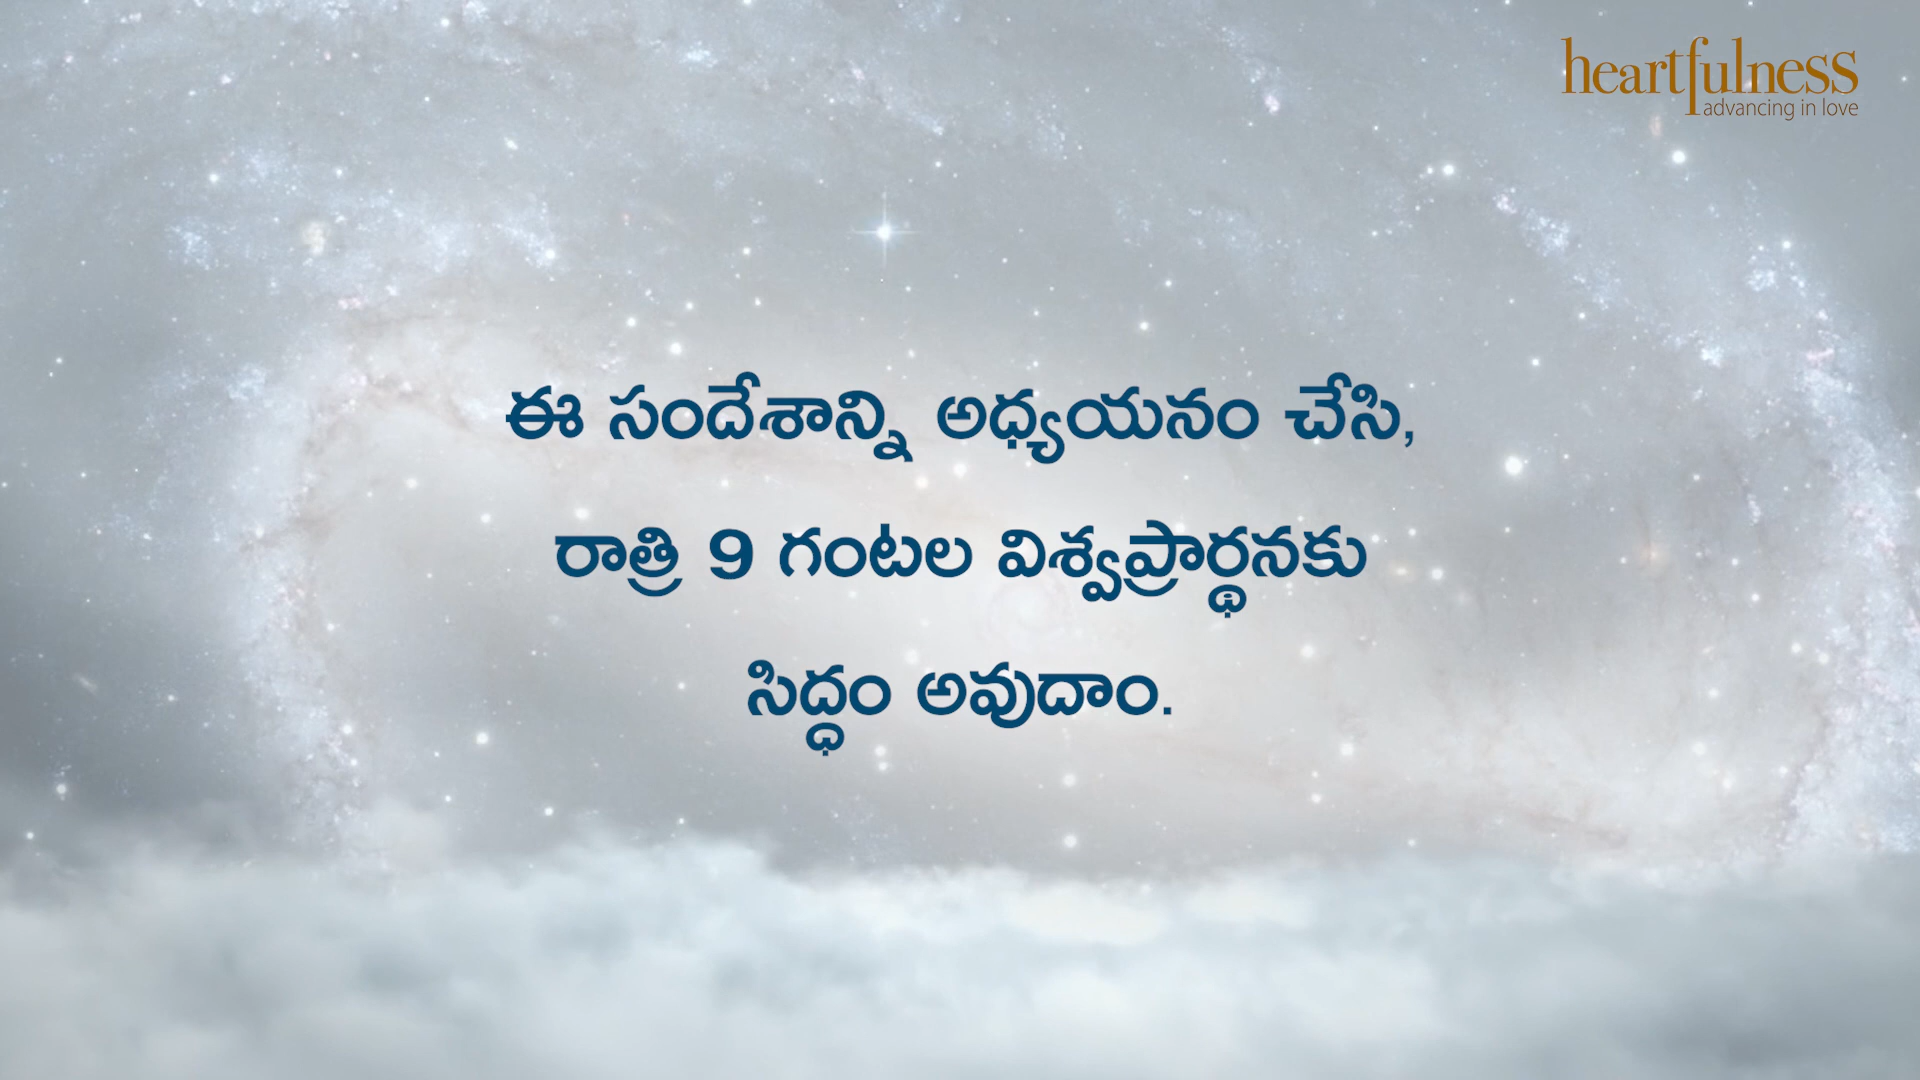 heartfulness
advancing in love
ఈ సందేశాన్ని అధ్యయనం చేసి,
రాత్రి 9 గంటల విశ్వప్రార్థనకు
సిద్ధం అవుదాం.